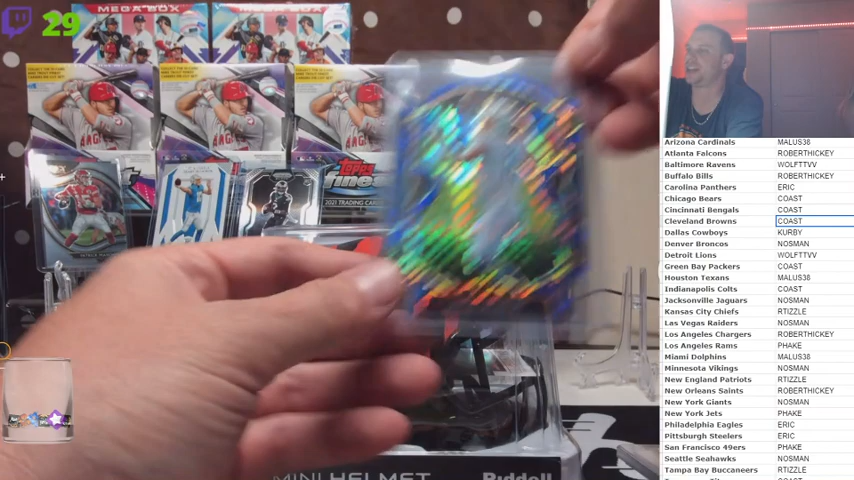 29
MEGA BOX
MEGA BOX
Topps
finest
2021 TRADING CAR
MINI HELMET
Riddell
Arizona Cardinals MALUS38
Atlanta Falcons ROBERTHICKEY
Baltimore Ravens WOLFTTVV
Buffalo Bills ROBERTHICKEY
Carolina Panthers ERIC
Chicago Bears COAST
Cincinnati Bengals COAST
Cleveland Browns COAST
Dallas Cowboys KURBY
Denver Broncos NOSMAN
Detroit Lions WOLFTTVV
Green Bay Packers COAST
Houston Texans MALUS38
Indianapolis Colts COAST
Jacksonville Jaguars NOSMAN
Kansas City Chiefs RTIZZLE
Las Vegas Raiders NOSMAN
Los Angeles Chargers ROBERTHICKEY
Los Angeles Rams PHAKE
Miami Dolphins MALUS38
Minnesota Vikings NOSMAN
New England Patriots RTIZZLE
New Orleans Saints ROBERTHICKEY
New York Giants NOSMAN
New York Jets PHAKE
Philadelphia Eagles ERIC
Pittsburgh Steelers ERIC
San Francisco 49ers PHAKE
Seattle Seahawks NOSMAN
Tampa Bay Buccaneers RTIZZLE